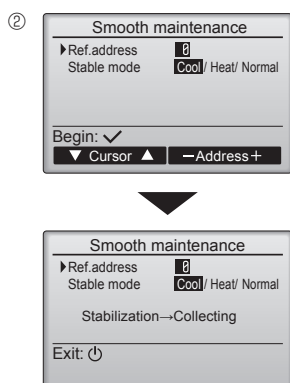 ②
Smooth maintenance
▶Ref.address 0
Stable mode Cool / Heat/ Normal
Begin: ✓
▼ Cursor ▲ −Address+
Smooth maintenance
▶Ref.address 0
Stable mode Cool / Heat/ Normal
Stabilization→Collecting
Exit: ⏻